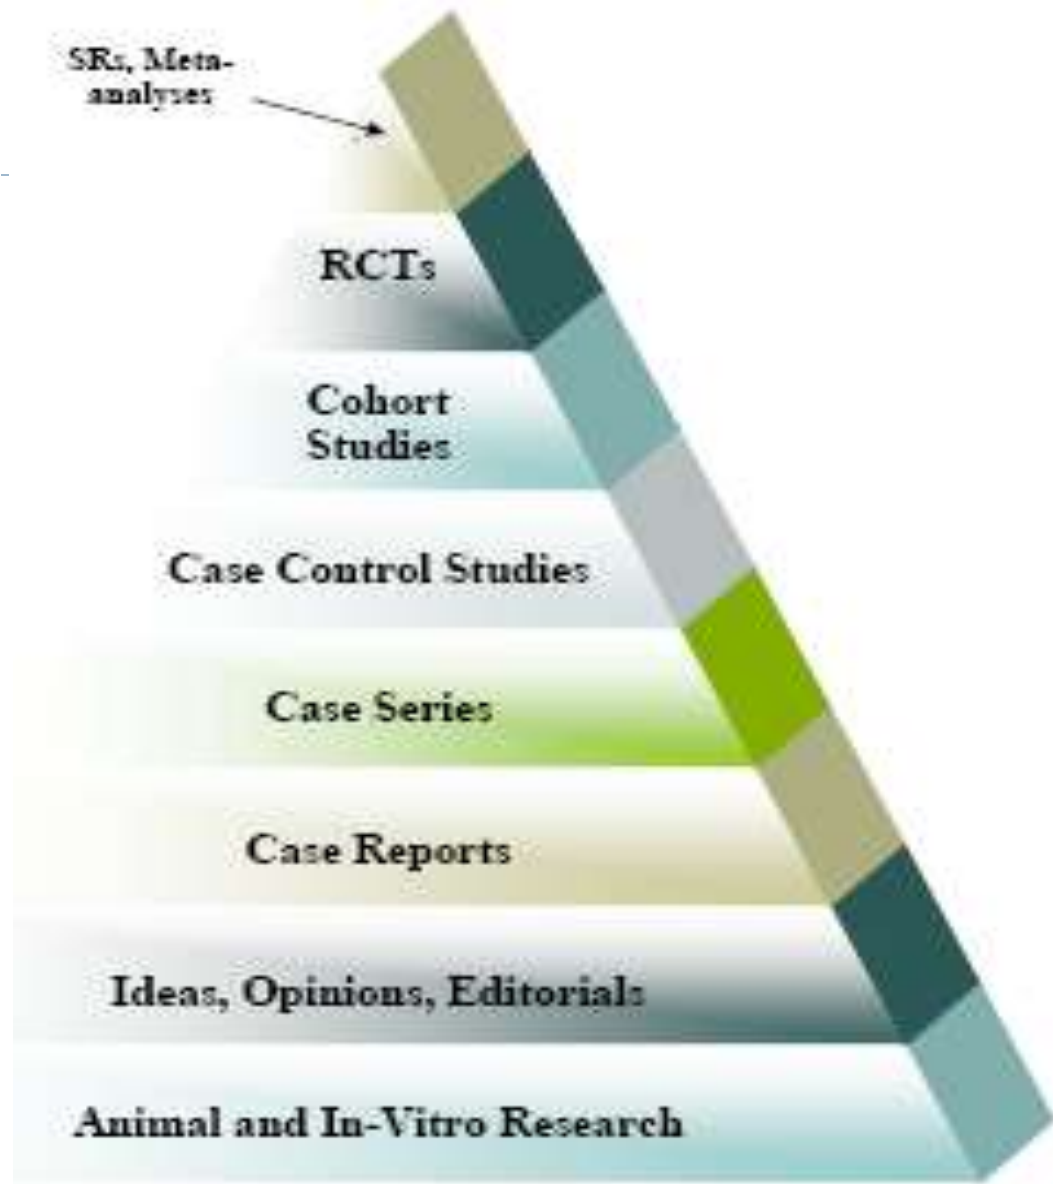 SRs, Meta-
analyses
RCTs
Cohort
Studies
Case Control Studies
Case Series
Case Reports
Ideas, Opinions, Editorials
Animal and In-Vitro Research